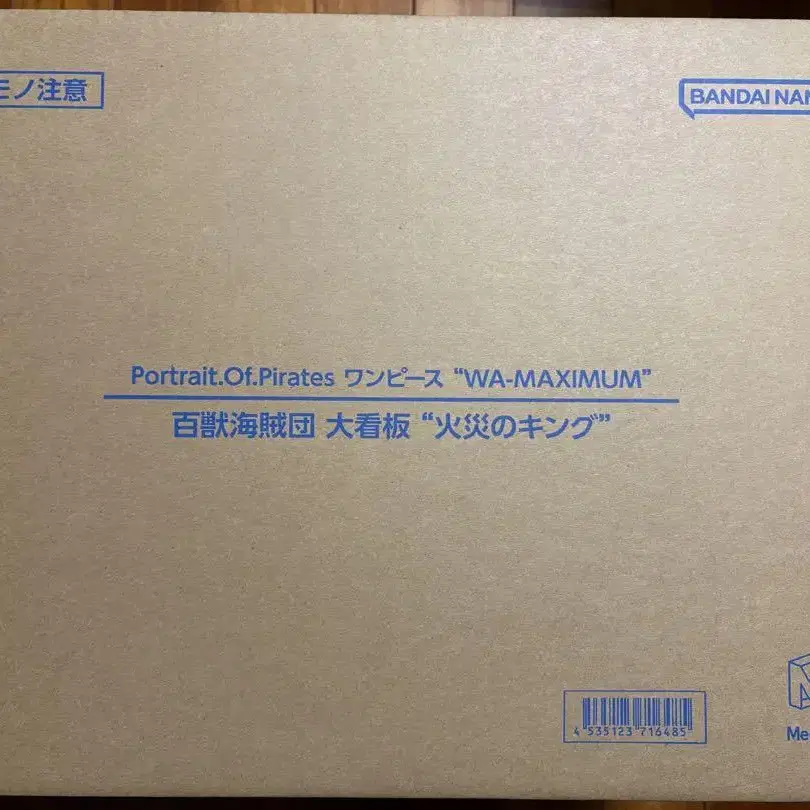 モノ注意
BANDAI NAM
Portrait.Of.Pirates ワンピース “WA-MAXIMUM”
百獣海賊団 大看板 “火災のキング”
4 535123 716485
Me